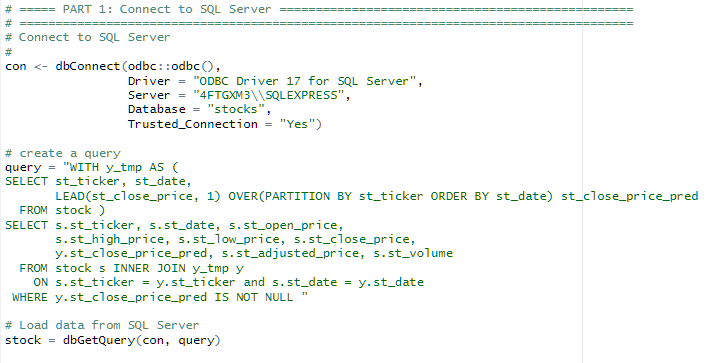 # ===== PART 1: Connect to SQL Server ================================================
# ====================================================================================
# Connect to SQL Server
#
con <- dbConnect(odbc::odbc(),
Driver = "ODBC Driver 17 for SQL Server",
Server = "4FTGXM3\\SQLEXPRESS",
Database = "stocks",
Trusted_Connection = "Yes")
# create a query
query = "WITH y_tmp AS (
SELECT st_ticker, st_date,
LEAD(st_close_price, 1) OVER(PARTITION BY st_ticker ORDER BY st_date) st_close_price_pred
FROM stock )
SELECT s.st_ticker, s.st_date, s.st_open_price,
s.st_high_price, s.st_low_price, s.st_close_price,
y.st_close_price_pred, s.st_adjusted_price, s.st_volume
FROM stock s INNER JOIN y_tmp y
ON s.st_ticker = y.st_ticker and s.st_date = y.st_date
WHERE y.st_close_price_pred IS NOT NULL "
# Load data from SQL Server
stock = dbGetQuery(con, query)